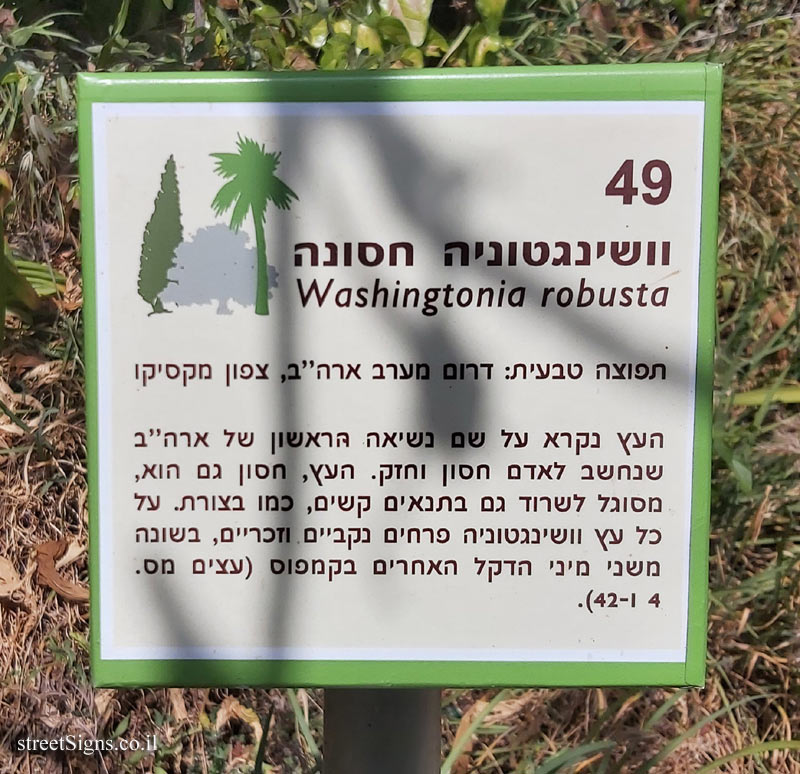 49
וושינגטוניה חסונה
Washingtonia robusta
תפוצה טבעית: דרום מערב ארה"ב, צפון מקסיקו
העץ נקרא על שם נשיאה הראשון של ארה"ב
שנחשב לאדם חסון וחזק. העץ, חסון גם הוא,
מסוגל לשרוד גם בתנאים קשים, כמו בצורת. על
כל עץ וושינגטוניה פרחים נקביים וזכריים, בשונה
משני מיני הדקל האחרים בקמפוס (עצים מס.
4 ו-42).
streetSigns.co.il